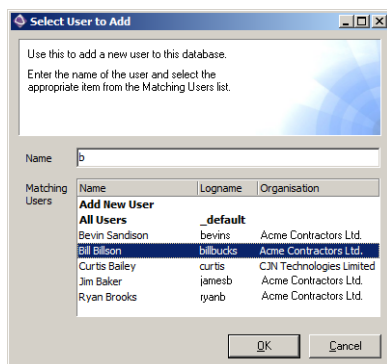 Select User to Add
Use this to add a new user to this database.
Enter the name of the user and select the
appropriate item from the Matching Users list.
Name b
Matching Users
Name Logname Organisation
Add New User
All Users _default
Bevin Sandison bevins Acme Contractors Ltd.
Bill Billson billbucks Acme Contractors Ltd.
Curtis Bailey curtis CJN Technologies Limited
Jim Baker jamesb Acme Contractors Ltd.
Ryan Brooks ryanb Acme Contractors Ltd.
OK Cancel